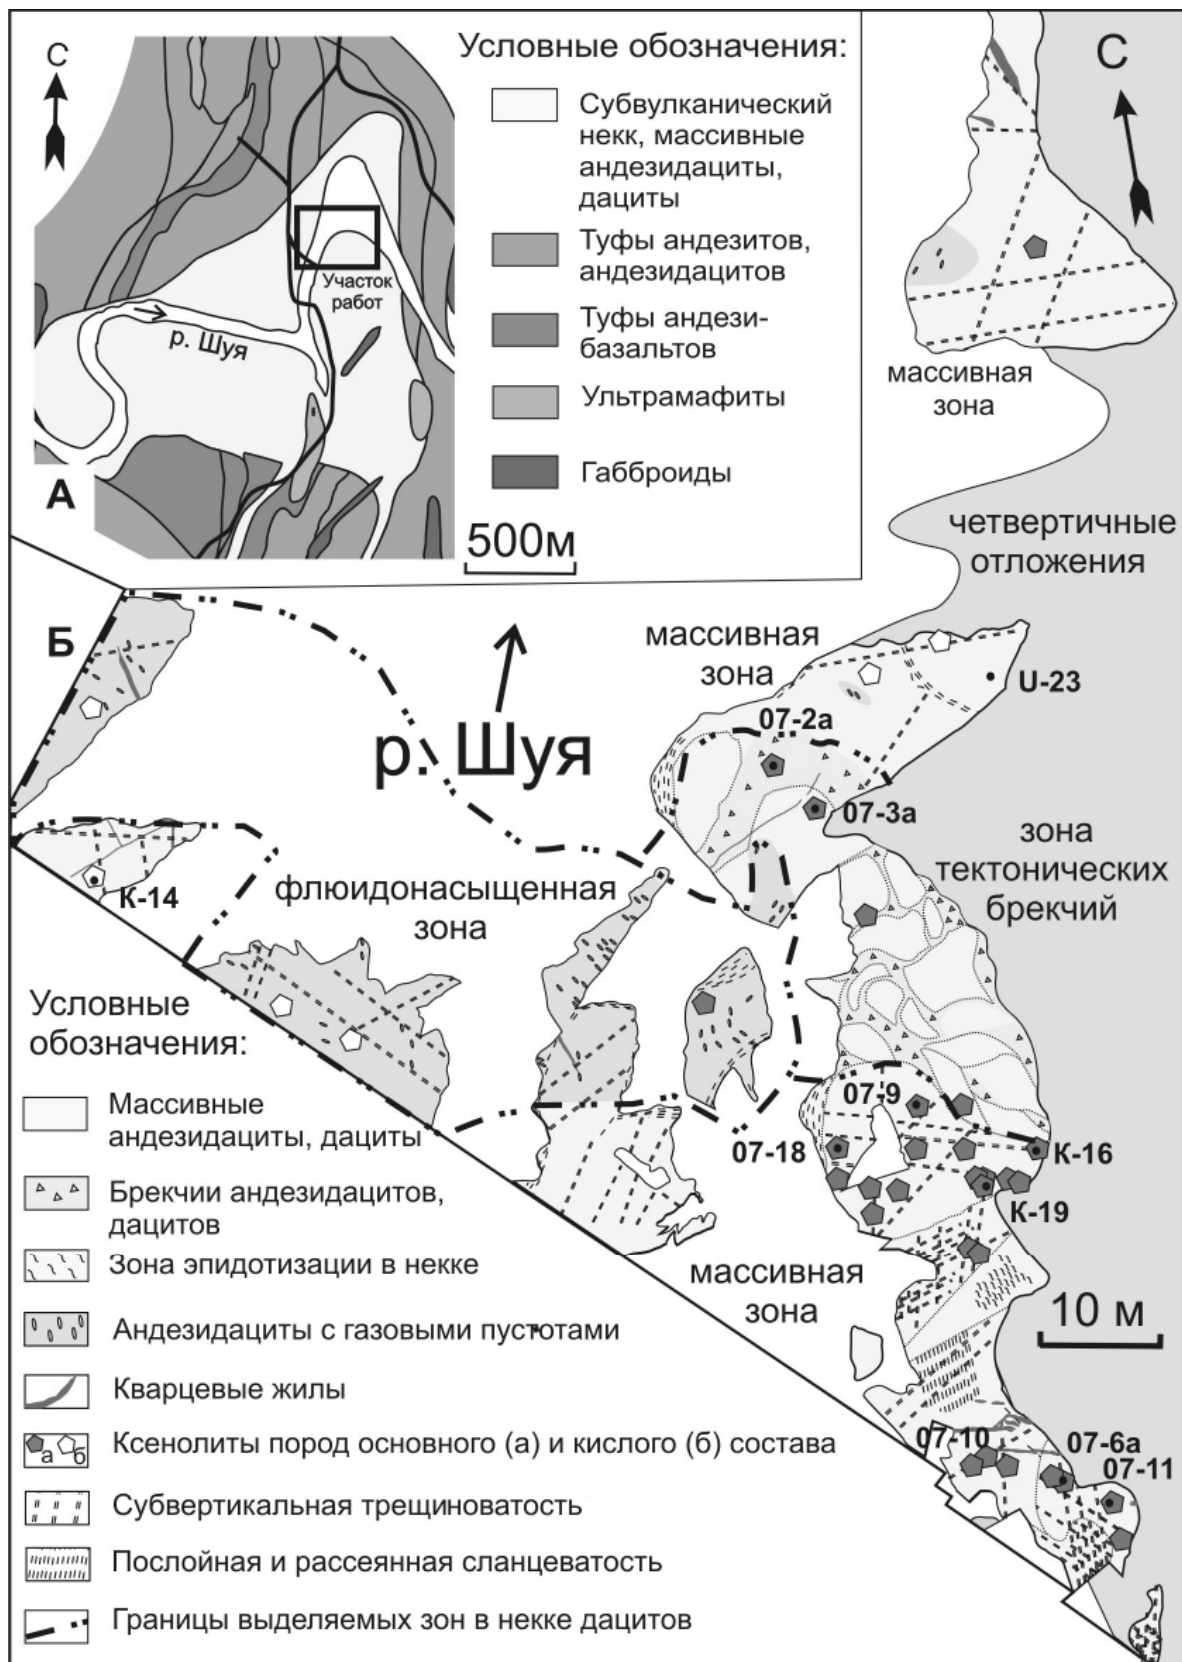 С
р. Шуя
Участок
работ
А
Условные обозначения:
Субвулканический
некк, массивные
андезидациты,
дациты
Туфы андезитов,
андезидацитов
Туфы андези-
базальтов
Ультрамафиты
Габброиды
500м
С
массивная
зона
четвертичные
отложения
Б
массивная
зона
U-23
07-2а
р. Шуя
07-3а
зона
тектонических
брекчий
К-14
флюидонасыщенная
зона
07-9
07-18
К-16
К-19
массивная
зона
10 м
07-10
07-6а
07-11
Условные
обозначения:
Массивные
андезидациты, дациты
Брекчии андезидацитов,
дацитов
Зона эпидотизации в некке
Андезидациты с газовыми пустотами
Кварцевые жилы
а б
Ксенолиты пород основного (а) и кислого (б) состава
Субвертикальная трещиноватость
Послойная и рассеянная сланцеватость
Границы выделяемых зон в некке дацитов